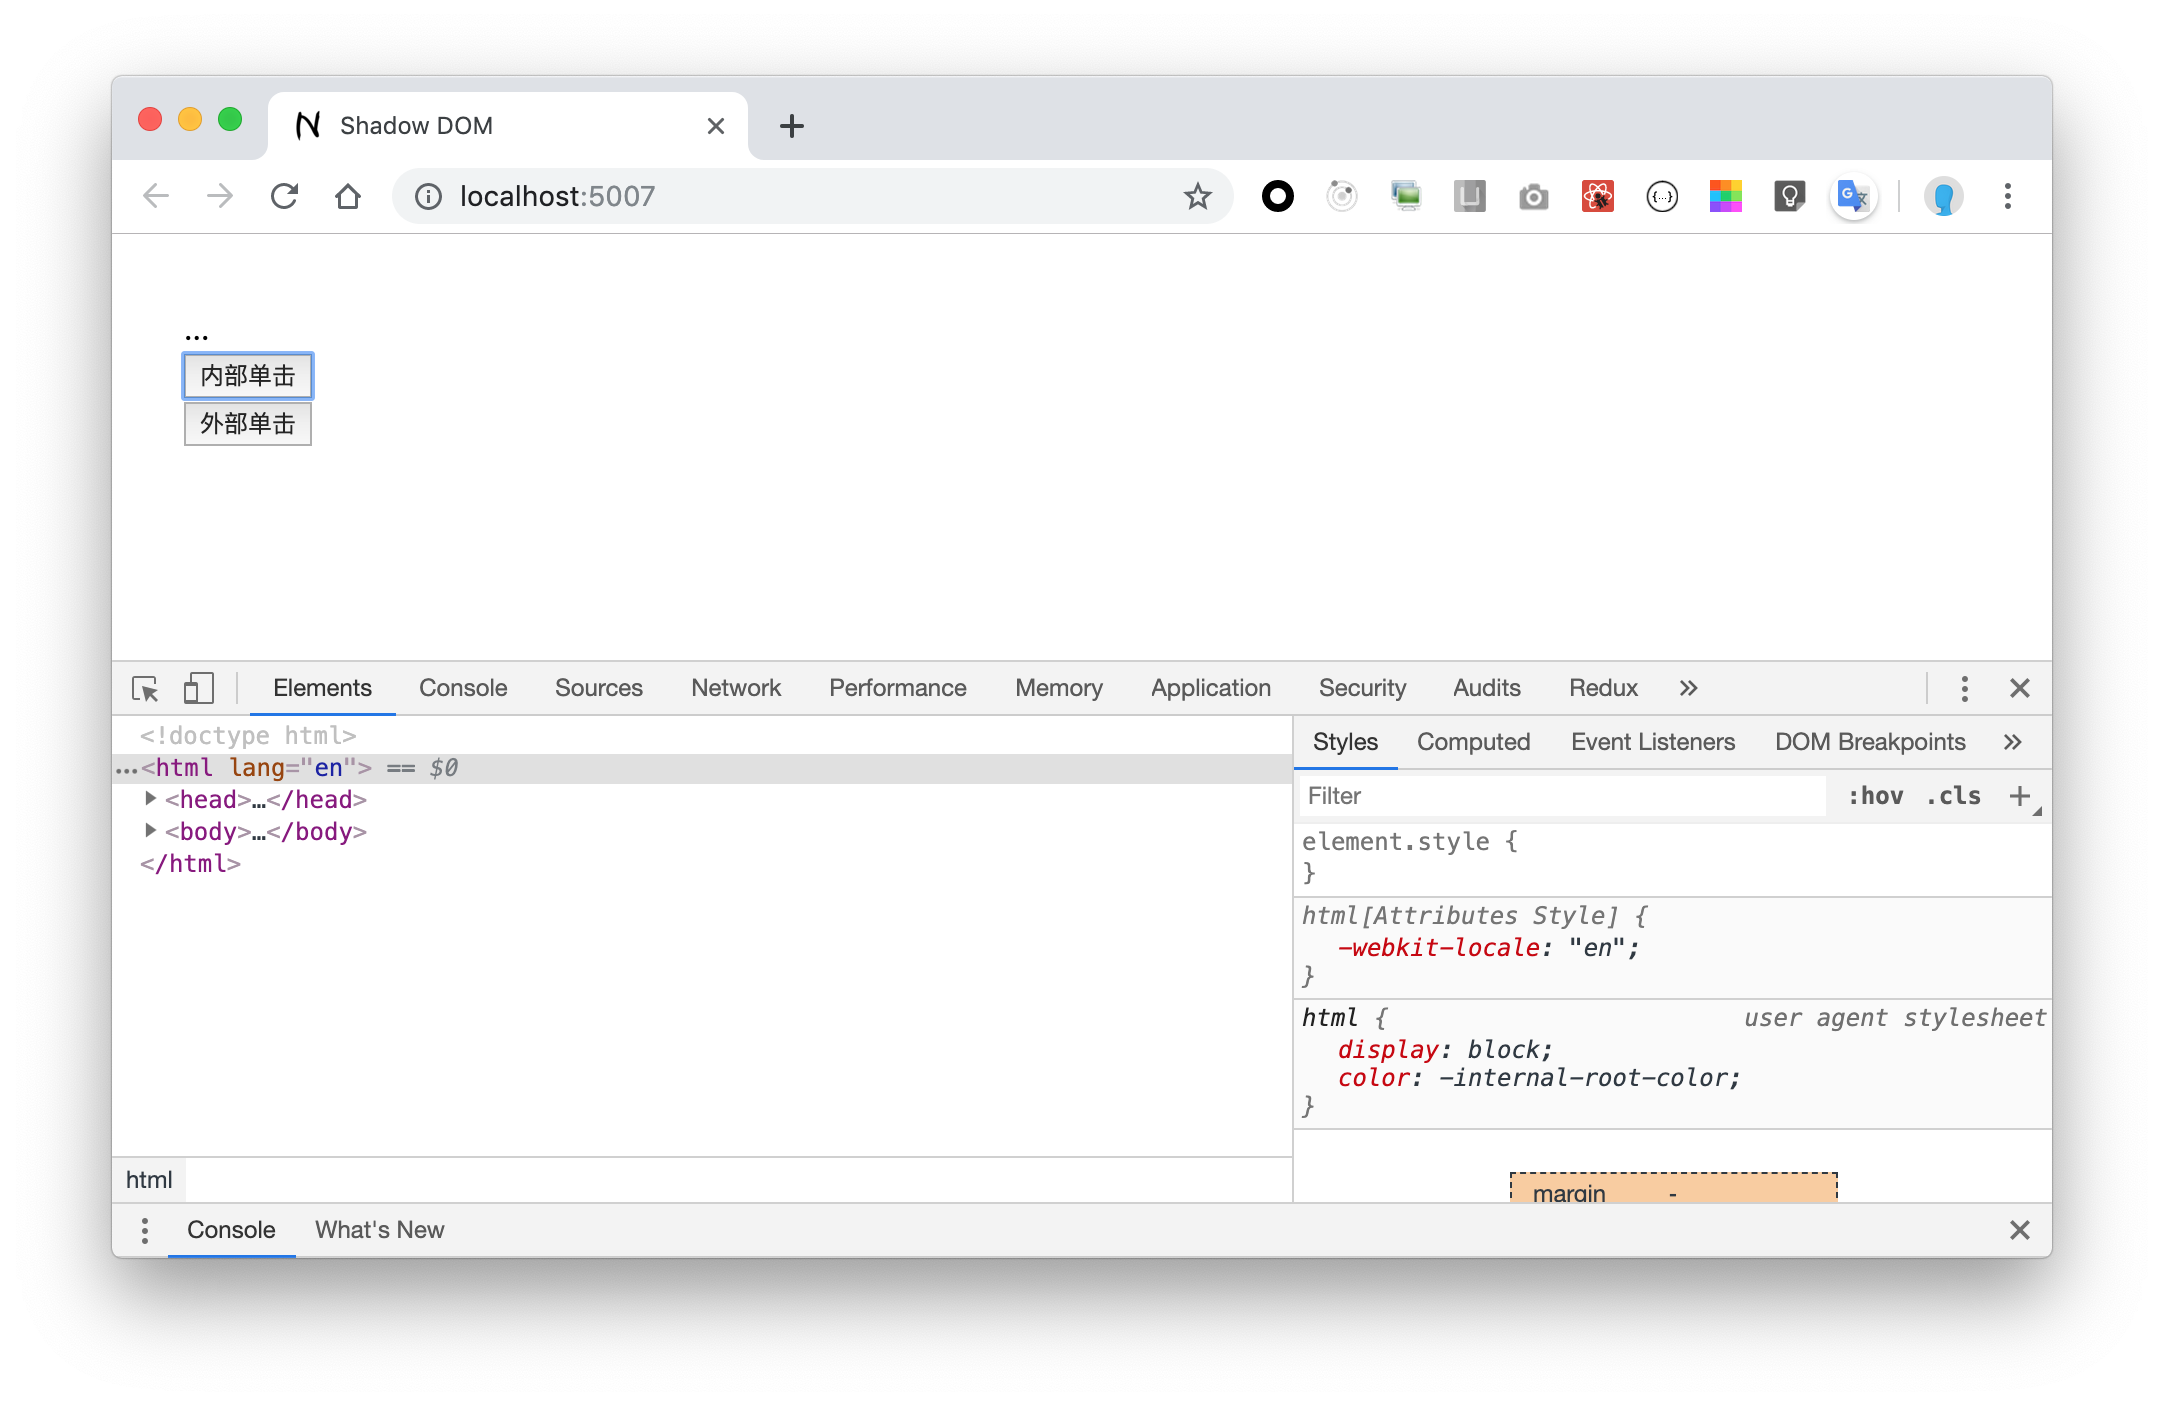 Shadow DOM
localhost:5007
...
内部单击
外部单击
Elements Console Sources Network Performance Memory Application Security Audits Redux »
<!doctype html>
…<html lang="en"> == $0
<head>…</head>
<body>…</body>
</html>
html
Styles Computed Event Listeners DOM Breakpoints »
Filter :hov .cls +
element.style {
}
html[Attributes Style] {
-webkit-locale: "en";
}
html { user agent stylesheet
display: block;
color: -internal-root-color;
}
margin -
Console What's New